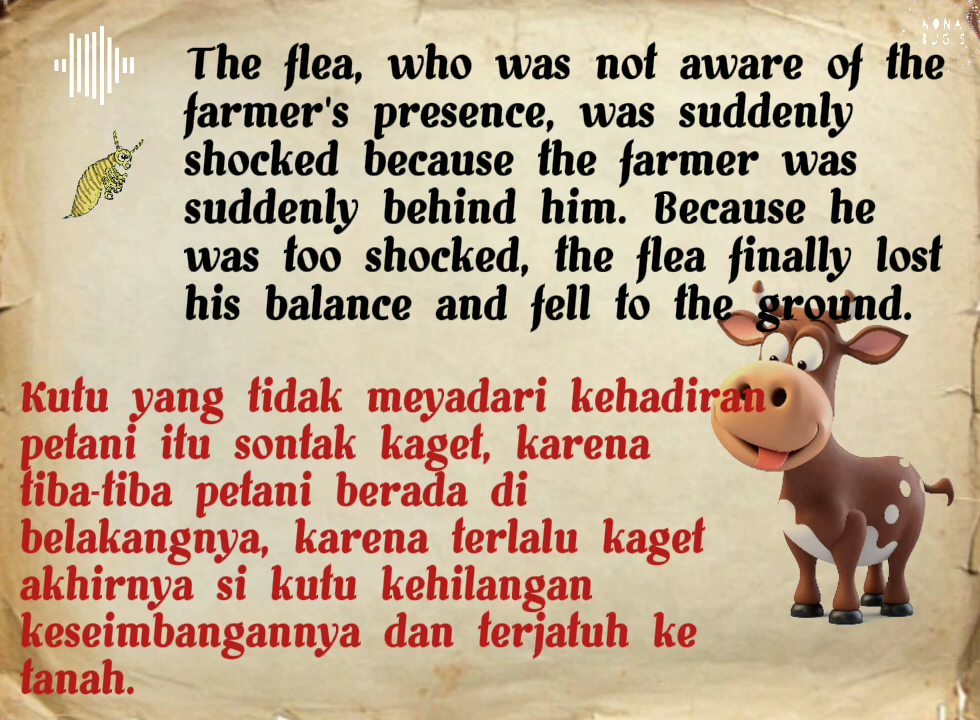 NONA
BUGIS
The flea, who was not aware of the
farmer's presence, was suddenly
shocked because the farmer was
suddenly behind him. Because he
was too shocked, the flea finally lost
his balance and fell to the ground.
Kutu yang tidak meyadari kehadiran
petani itu sontak kaget, karena
tiba-tiba petani berada di
belakangnya, karena terlalu kaget
akhirnya si kutu kehilangan
keseimbangannya dan terjatuh ke
tanah.